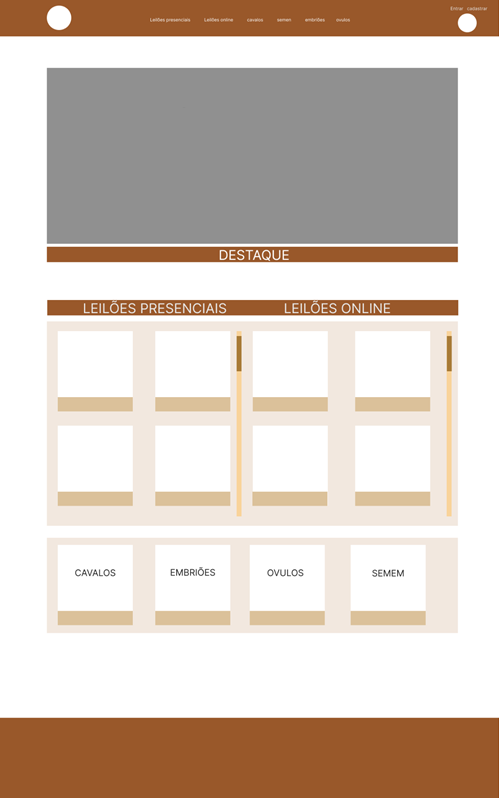 Entrar cadastrar
Leilões presenciais Leilões online cavalos semen embriões ovulos
DESTAQUE
LEILÕES PRESENCIAIS LEILÕES ONLINE
CAVALOS EMBRIÕES OVULOS SEMEM